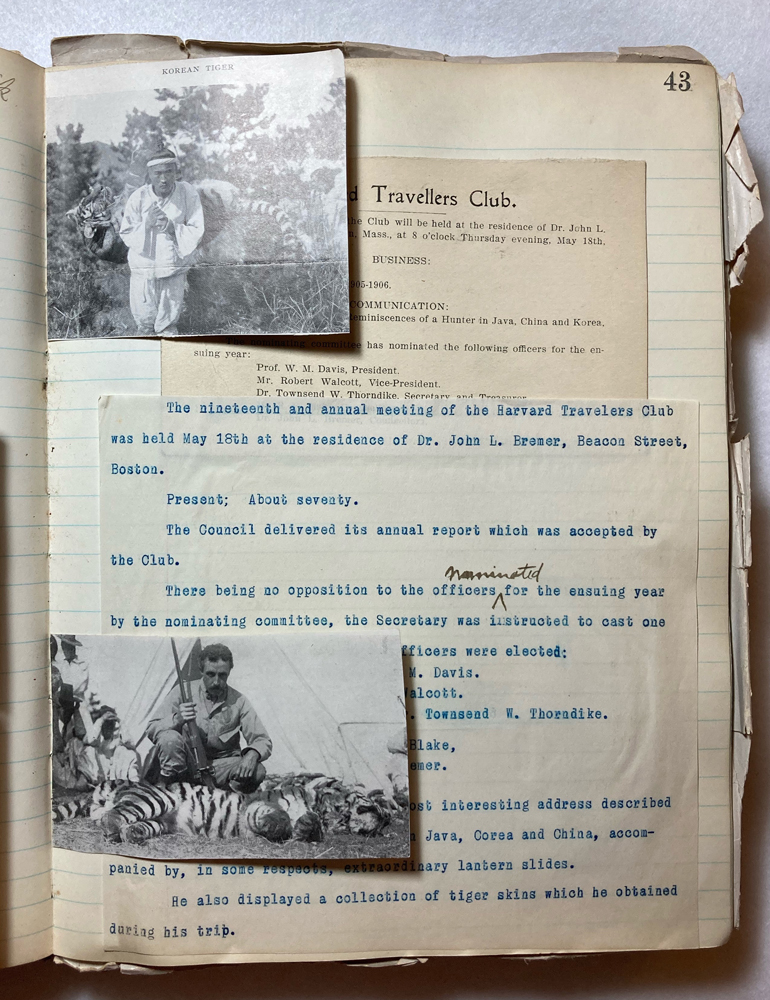 43
KOREAN TIGER
d Travellers Club.
he Club will be held at the residence of Dr. John L.
, Mass., at 8 o'clock Thursday evening, May 18th,
BUSINESS:
905-1906.
COMMUNICATION:
eminiscences of a Hunter in Java, China and Korea,
The nominating committee has nominated the following officers for the en-
suing year:
Prof. W. M. Davis, President.
Mr. Robert Walcott, Vice-President.
Dr. Townsend W. Thorndike, Secretary and Treasurer.
The nineteenth and annual meeting of the Harvard Travelers Club
was held May 18th at the residence of Dr. John L. Bremer, Beacon Street,
Boston.
Present; About seventy.
The Council delivered its annual report which was accepted by
the Club.
nominated
There being no opposition to the officers for the ensuing year
by the nominating committee, the Secretary was instructed to cast one
fficers were elected:
M. Davis.
alcott.
. Townsend W. Thorndike.
Blake,
emer.
ost interesting address described
n Java, Corea and China, accom-
panied by, in some respects, extraordinary lantern slides.
He also displayed a collection of tiger skins which he obtained
during his trip.